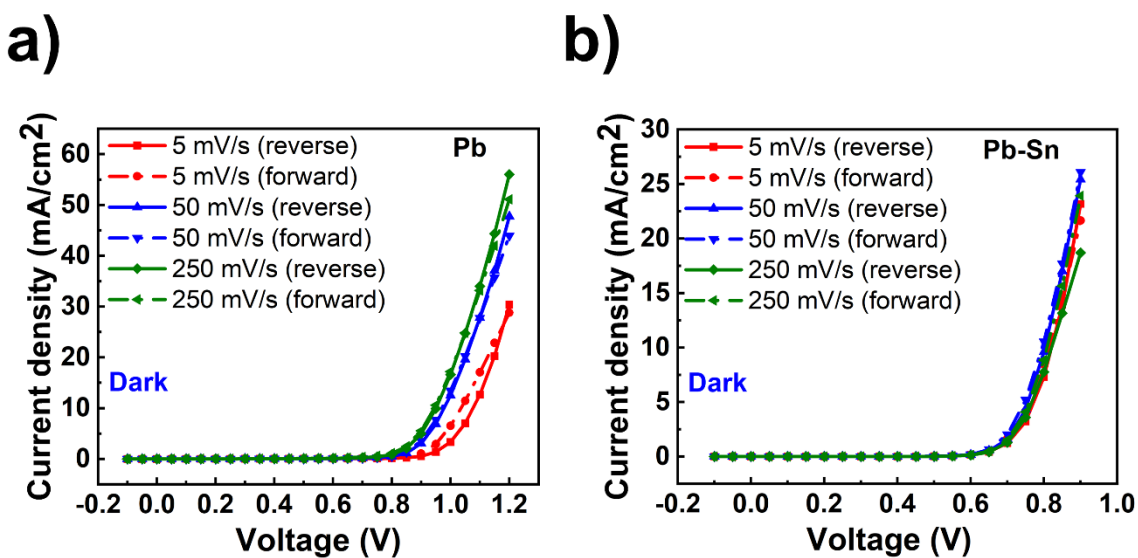 a)
Current density (mA/cm2)
60
50
40
30
20
10
0
5 mV/s (reverse)
5 mV/s (forward)
50 mV/s (reverse)
50 mV/s (forward)
250 mV/s (reverse)
250 mV/s (forward)
Pb
Dark
-0.2 0.0 0.2 0.4 0.6 0.8 1.0 1.2
Voltage (V)
b)
Current density (mA/cm2)
30
25
20
15
10
5
0
5 mV/s (reverse)
5 mV/s (forward)
50 mV/s (reverse)
50 mV/s (forward)
250 mV/s (reverse)
250 mV/s (forward)
Pb-Sn
Dark
-0.2 0.0 0.2 0.4 0.6 0.8 1.0
Voltage (V)